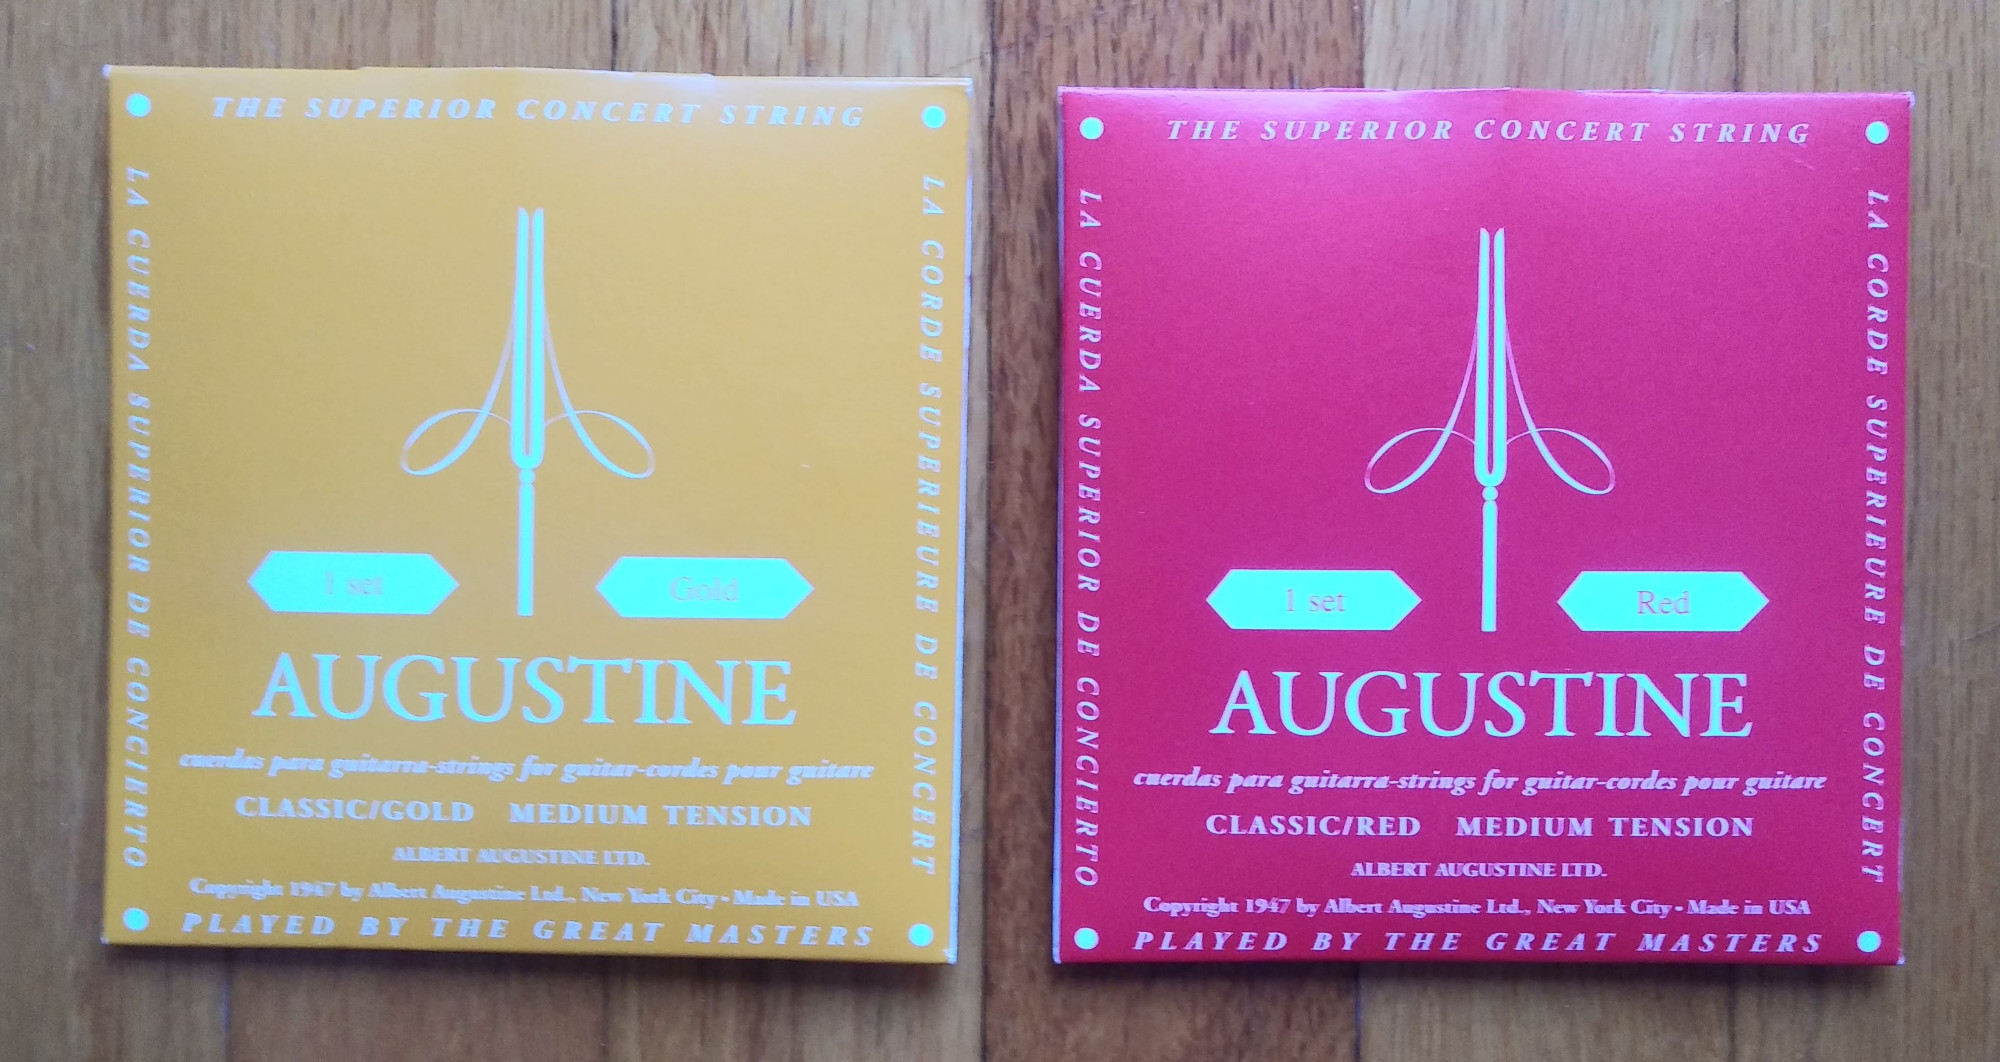 THE SUPERIOR CONCERT STRING
LA CUERDA SUPERIOR DE CONCIERTO
LA CORDE SUPERIEURE DE CONCERT
1 set
Gold
AUGUSTINE
cuerdas para guitarra-strings for guitar-cordes pour guitare
CLASSIC/GOLD MEDIUM TENSION
ALBERT AUGUSTINE LTD.
Copyright 1947 by Albert Augustine Ltd., New York City - Made in USA
PLAYED BY THE GREAT MASTERS
THE SUPERIOR CONCERT STRING
LA CUERDA SUPERIOR DE CONCIERTO
LA CORDE SUPERIEURE DE CONCERT
1 set
Red
AUGUSTINE
cuerdas para guitarra-strings for guitar-cordes pour guitare
CLASSIC/RED MEDIUM TENSION
ALBERT AUGUSTINE LTD.
Copyright 1947 by Albert Augustine Ltd., New York City - Made in USA
PLAYED BY THE GREAT MASTERS